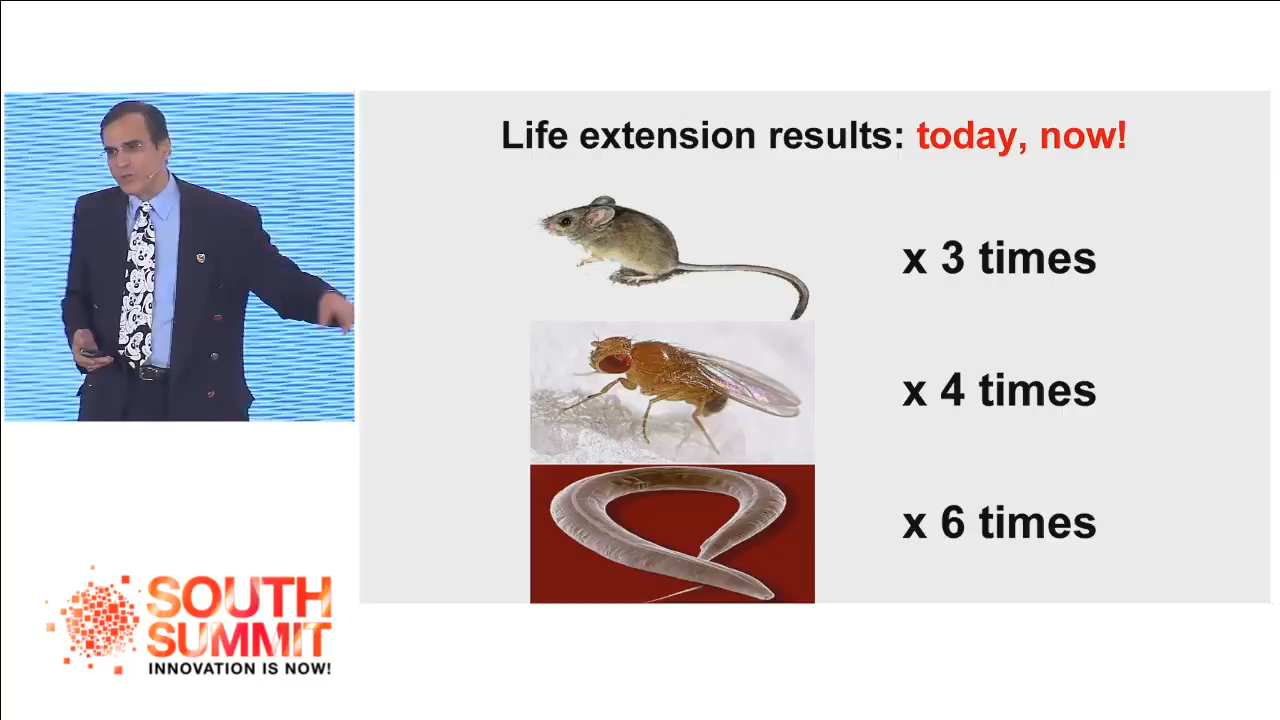 Life extension results: today, now!
x 3 times
x 4 times
x 6 times
SOUTH
SUMMIT
INNOVATION IS NOW!